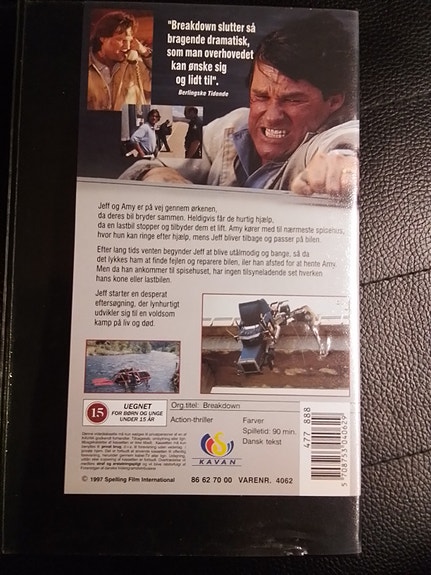 "Breakdown slutter så
bragende dramatisk,
som man overhovedet
kan ønske sig
og lidt til".
Berlingske Tidende
Jeff og Amy er på vej gennem ørkenen,
da deres bil bryder sammen. Heldigvis får de hurtig hjælp,
da en lastbil stopper og tilbyder dem et lift. Amy kører med til nærmeste spisehus,
hvor hun kan ringe efter hjælp, mens Jeff bliver tilbage og passer på bilen.
Efter lang tids venten begynder Jeff at blive utålmodig og bange, så da
det lykkes ham at finde fejlen og reparere bilen, iler han afsted for at hente Amy.
Men da han ankommer til spisehuset, har ingen tilsyneladende set hverken
hans kone eller lastbilen.
Jeff starter en desperat
eftersøgning, der lynhurtigt
udvikler sig til en voldsom
kamp på liv og død.
15
UEGNET
FOR BØRN OG UNGE
UNDER 15 ÅR
Org.titel: Breakdown
Action-thriller
Farver
Spilletid: 90 min.
Dansk tekst
KAVAN
© 1997 Spelling Film International
86 62 70 00 VARENR. 4062
477 888
5 708753 040629